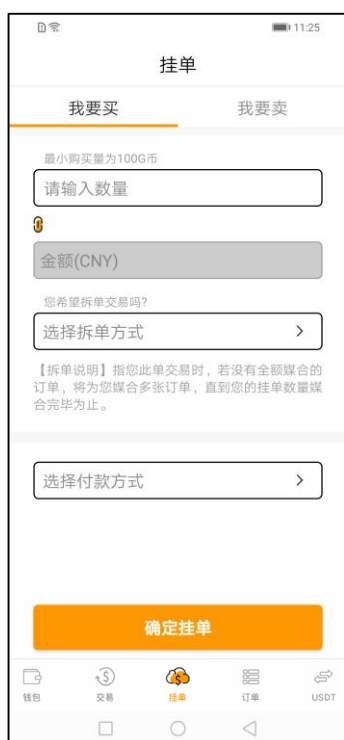 11:25
挂单
我要买 我要卖
最小购买量为100G币
请输入数量
金额(CNY)
您希望拆单交易吗?
选择拆单方式
【拆单说明】指您此单交易时，若没有全额媒合的
订单，将为您媒合多张订单，直到您的挂单数量媒
合完毕为止。
选择付款方式
确定挂单
钱包 交易 挂单 订单 USDT